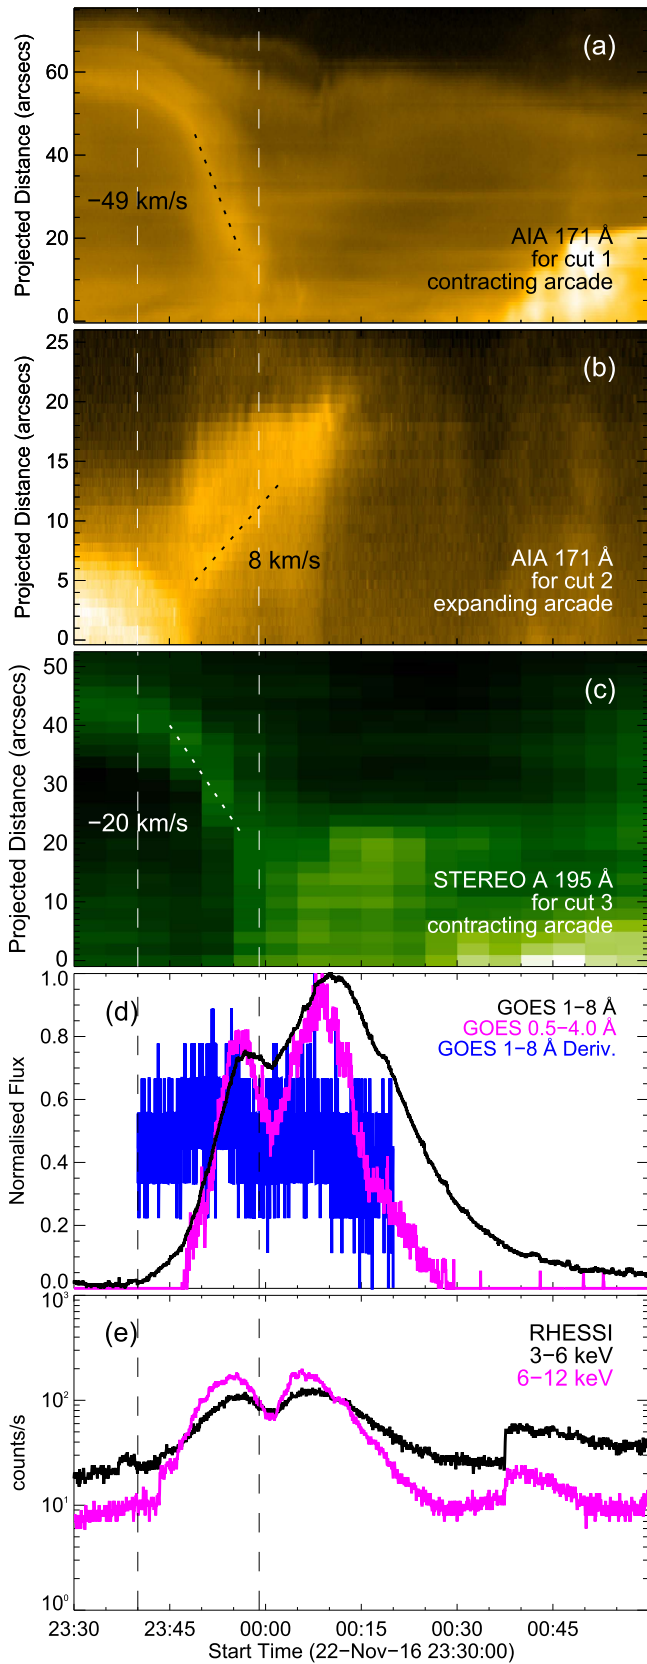 (a)
60
40
20
0
Projected Distance (arcsecs)
−49 km/s
AIA 171 Å
for cut 1
contracting arcade
(b)
25
20
15
10
5
0
Projected Distance (arcsecs)
8 km/s
AIA 171 Å
for cut 2
expanding arcade
(c)
50
40
30
20
10
0
Projected Distance (arcsecs)
−20 km/s
STEREO A 195 Å
for cut 3
contracting arcade
(d)
1.0
0.8
0.6
0.4
0.2
0.0
Normalised Flux
GOES 1−8 Å
GOES 0.5−4.0 Å
GOES 1−8 Å Deriv.
(e)
10³
10²
10¹
10⁰
counts/s
RHESSI
3−6 keV
6−12 keV
23:30 23:45 00:00 00:15 00:30 00:45
Start Time (22−Nov−16 23:30:00)